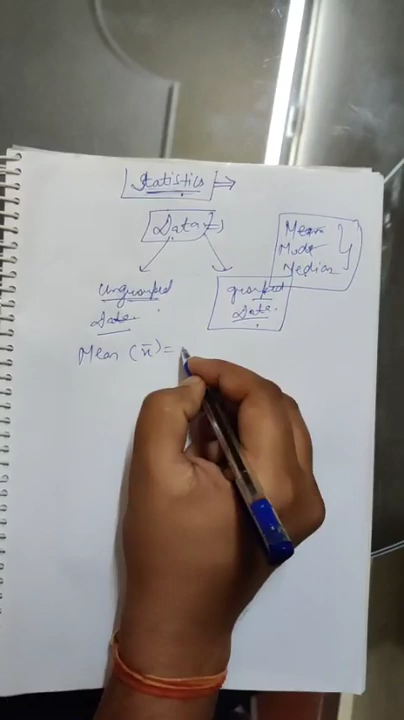 Statistics ⇒
Data ⇒
Mean
Mode
Median
ungrouped
Data.
grouped
Data.
Mean (x̄) =